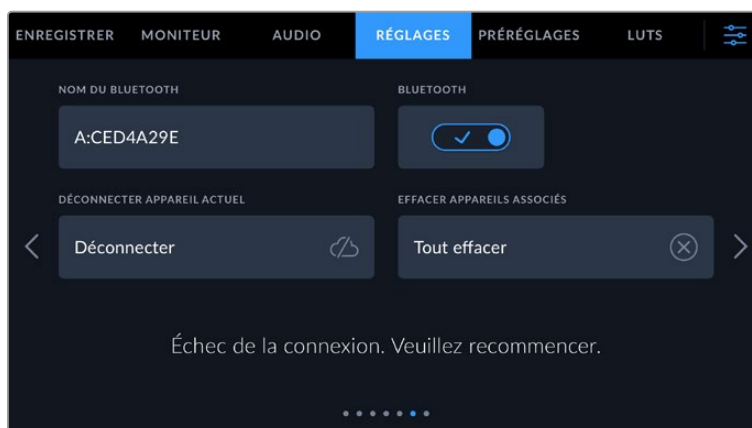 ENREGISTRER MONITEUR AUDIO RÉGLAGES PRÉRÉGLAGES LUTS
NOM DU BLUETOOTH BLUETOOTH
A:CED4A29E
DÉCONNECTER APPAREIL ACTUEL EFFACER APPAREILS ASSOCIÉS
Déconnecter Tout effacer
Échec de la connexion. Veuillez recommencer.